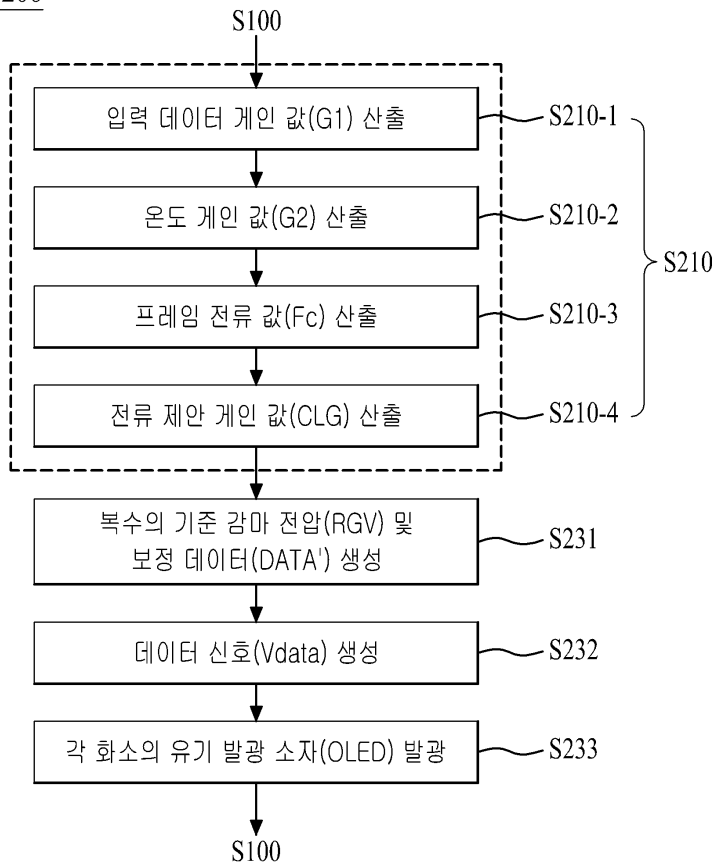 S100
입력 데이터 게인 값(G1) 산출
S210-1
온도 게인 값(G2) 산출
S210-2
S210
프레임 전류 값(Fc) 산출
S210-3
전류 제안 게인 값(CLG) 산출
S210-4
복수의 기준 감마 전압(RGV) 및
보정 데이터(DATA') 생성
S231
데이터 신호(Vdata) 생성
S232
각 화소의 유기 발광 소자(OLED) 발광
S233
S100